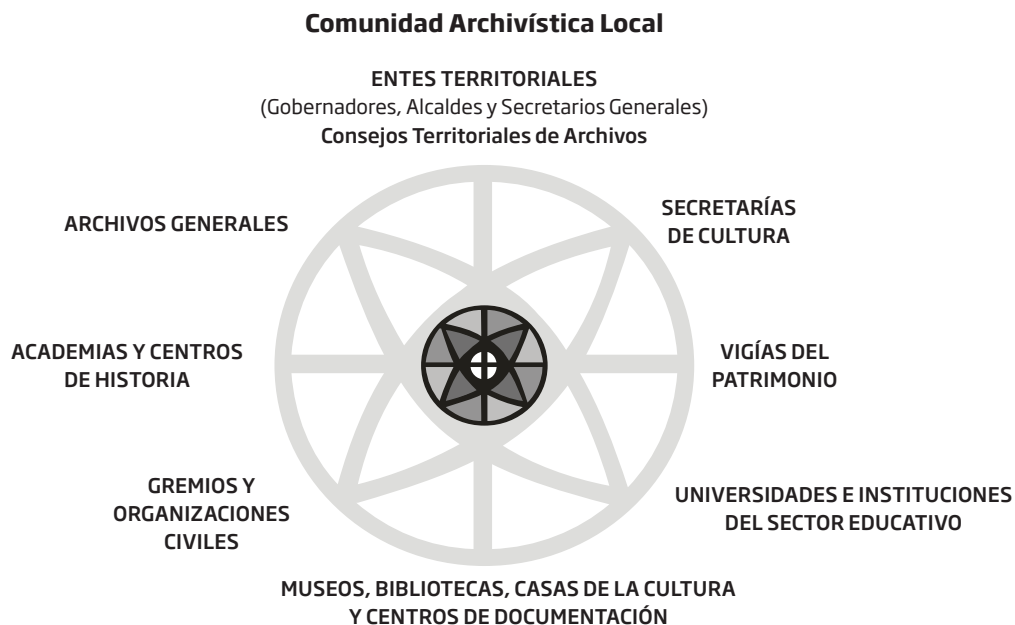 Comunidad Archivística Local
ENTES TERRITORIALES
(Gobernadores, Alcaldes y Secretarios Generales)
Consejos Territoriales de Archivos
ARCHIVOS GENERALES
SECRETARÍAS
DE CULTURA
ACADEMIAS Y CENTROS
DE HISTORIA
VIGÍAS DEL
PATRIMONIO
GREMIOS Y
ORGANIZACIONES
CIVILES
UNIVERSIDADES E INSTITUCIONES
DEL SECTOR EDUCATIVO
MUSEOS, BIBLIOTECAS, CASAS DE LA CULTURA
Y CENTROS DE DOCUMENTACIÓN